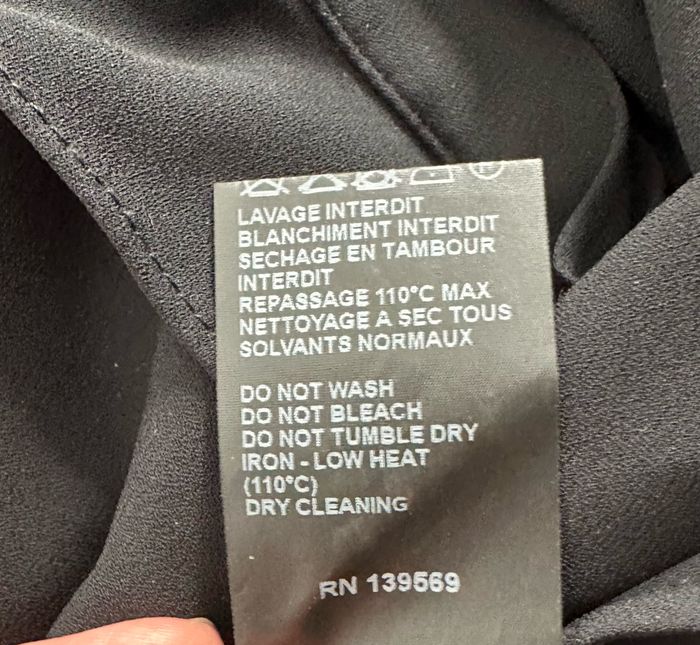 LAVAGE INTERDIT
BLANCHIMENT INTERDIT
SECHAGE EN TAMBOUR
INTERDIT
REPASSAGE 110°C MAX
NETTOYAGE A SEC TOUS
SOLVANTS NORMAUX
DO NOT WASH
DO NOT BLEACH
DO NOT TUMBLE DRY
IRON - LOW HEAT
(110°C)
DRY CLEANING
RN 139569